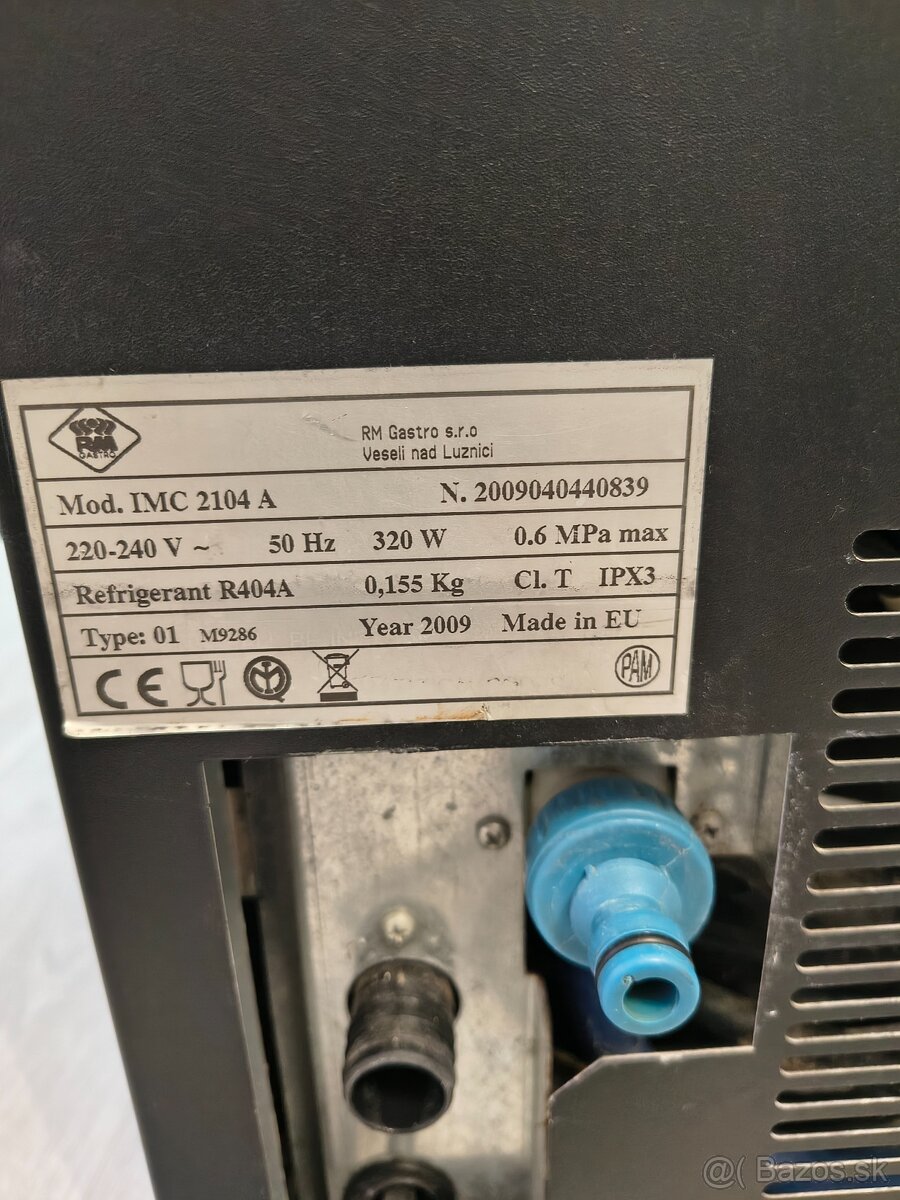 RM
GASTRO
RM Gastro s.r.o
Veseli nad Luznici
Mod. IMC 2104 A N. 2009040440839
220-240 V ~ 50 Hz 320 W 0.6 MPa max
Refrigerant R404A 0,155 Kg Cl. T IPX3
Type: 01 M9286 Year 2009 Made in EU
CE PAM
@( Bazos.sk